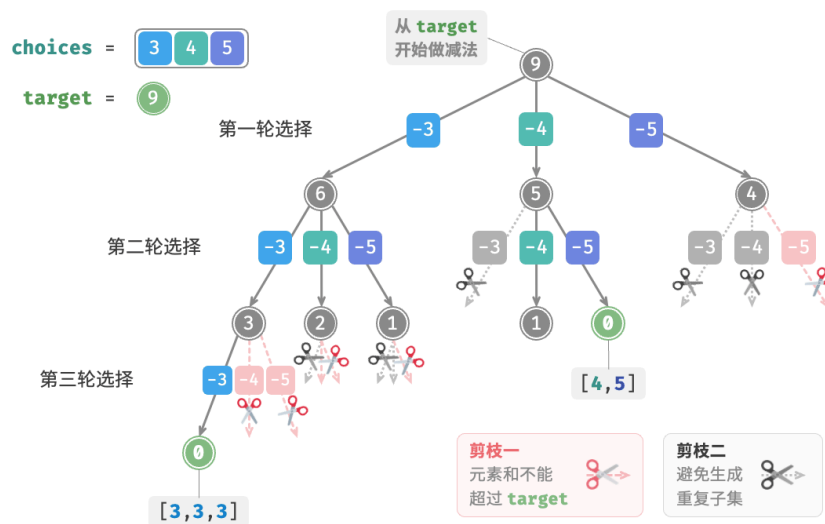 choices = 3 4 5
target = 9
从 target
开始做减法
9
第一轮选择
-3 -4 -5
6 5 4
第二轮选择
-3 -4 -5 -3 -4 -5 -3 -4 -5
3 2 1 1 0
第三轮选择
-3 -4 -5
[4,5]
0
[3,3,3]
剪枝一
元素和不能
超过 target
剪枝二
避免生成
重复子集